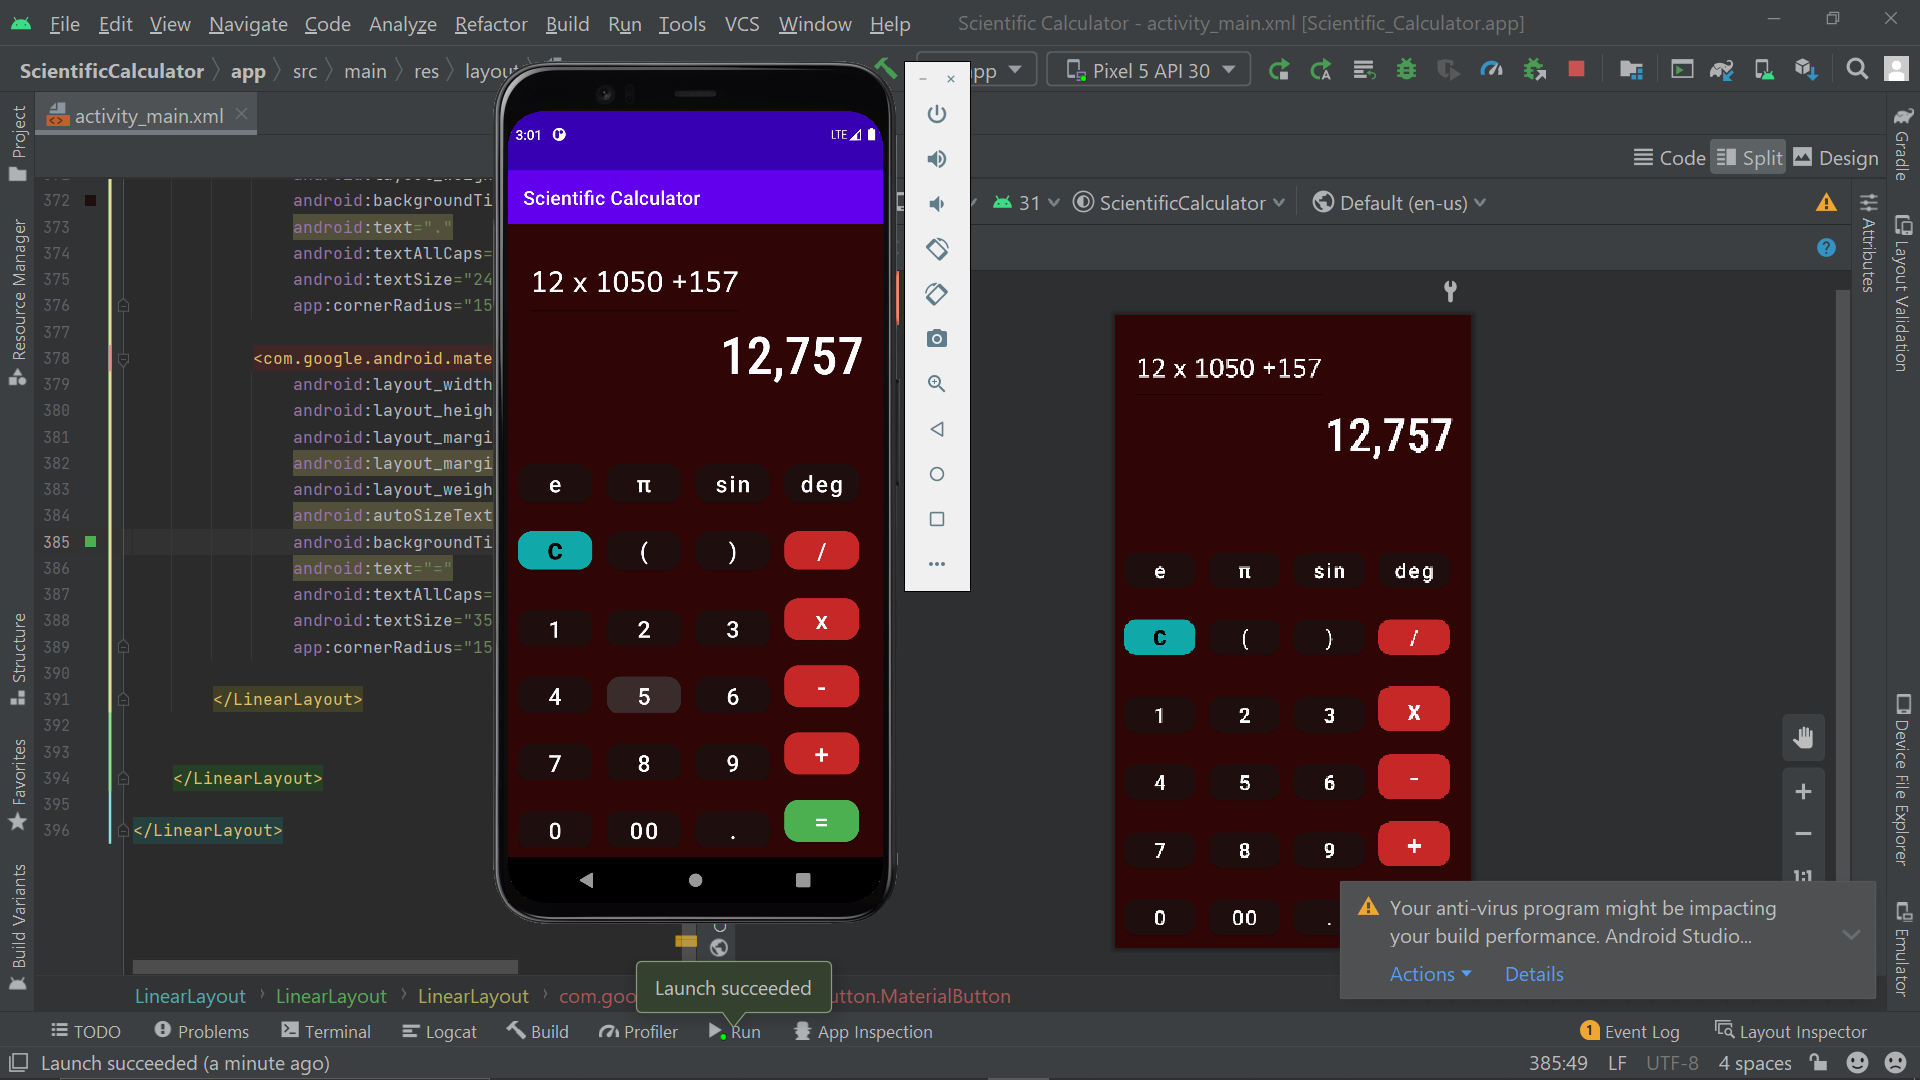 File Edit View Navigate Code Analyze Refactor Build Run Tools VCS Window Help Scientific Calculator - activity_main.xml [Scientific_Calculator.app]
ScientificCalculator app src main res layout Pixel 5 API 30
activity_main.xml
Code Split Design
31 ScientificCalculator Default (en-us)
Project
Resource Manager
Structure
Favorites
Build Variants
372 android:backgroundTi
373 android:text="."
374 android:textAllCaps=
375 android:textSize="24
376 app:cornerRadius="15
377
378 <com.google.android.mate
379 android:layout_width
380 android:layout_heigh
381 android:layout_margi
382 android:layout_margi
383 android:layout_weigh
384 android:autoSizeText
385 android:backgroundTi
386 android:text="="
387 android:textAllCaps=
388 android:textSize="35
389 app:cornerRadius="15
390
391 </LinearLayout>
392
393
394 </LinearLayout>
395
396 </LinearLayout>
3:01 LTE
Scientific Calculator
12 x 1050 +157
12,757
e π sin deg
C ( ) /
1 2 3 x
4 5 6 -
7 8 9 +
0 00 . =
12 x 1050 +157
12,757
e π sin deg
C ( ) /
1 2 3 x
4 5 6 -
7 8 9 +
0 00 .
1:1
Gradle
Attributes
Layout Validation
Device File Explorer
Emulator
Your anti-virus program might be impacting
your build performance. Android Studio...
Actions Details
LinearLayout LinearLayout LinearLayout com.goo utton.MaterialButton
Launch succeeded
TODO Problems Terminal Logcat Build Profiler Run App Inspection 1 Event Log Layout Inspector
Launch succeeded (a minute ago) 385:49 LF UTF-8 4 spaces